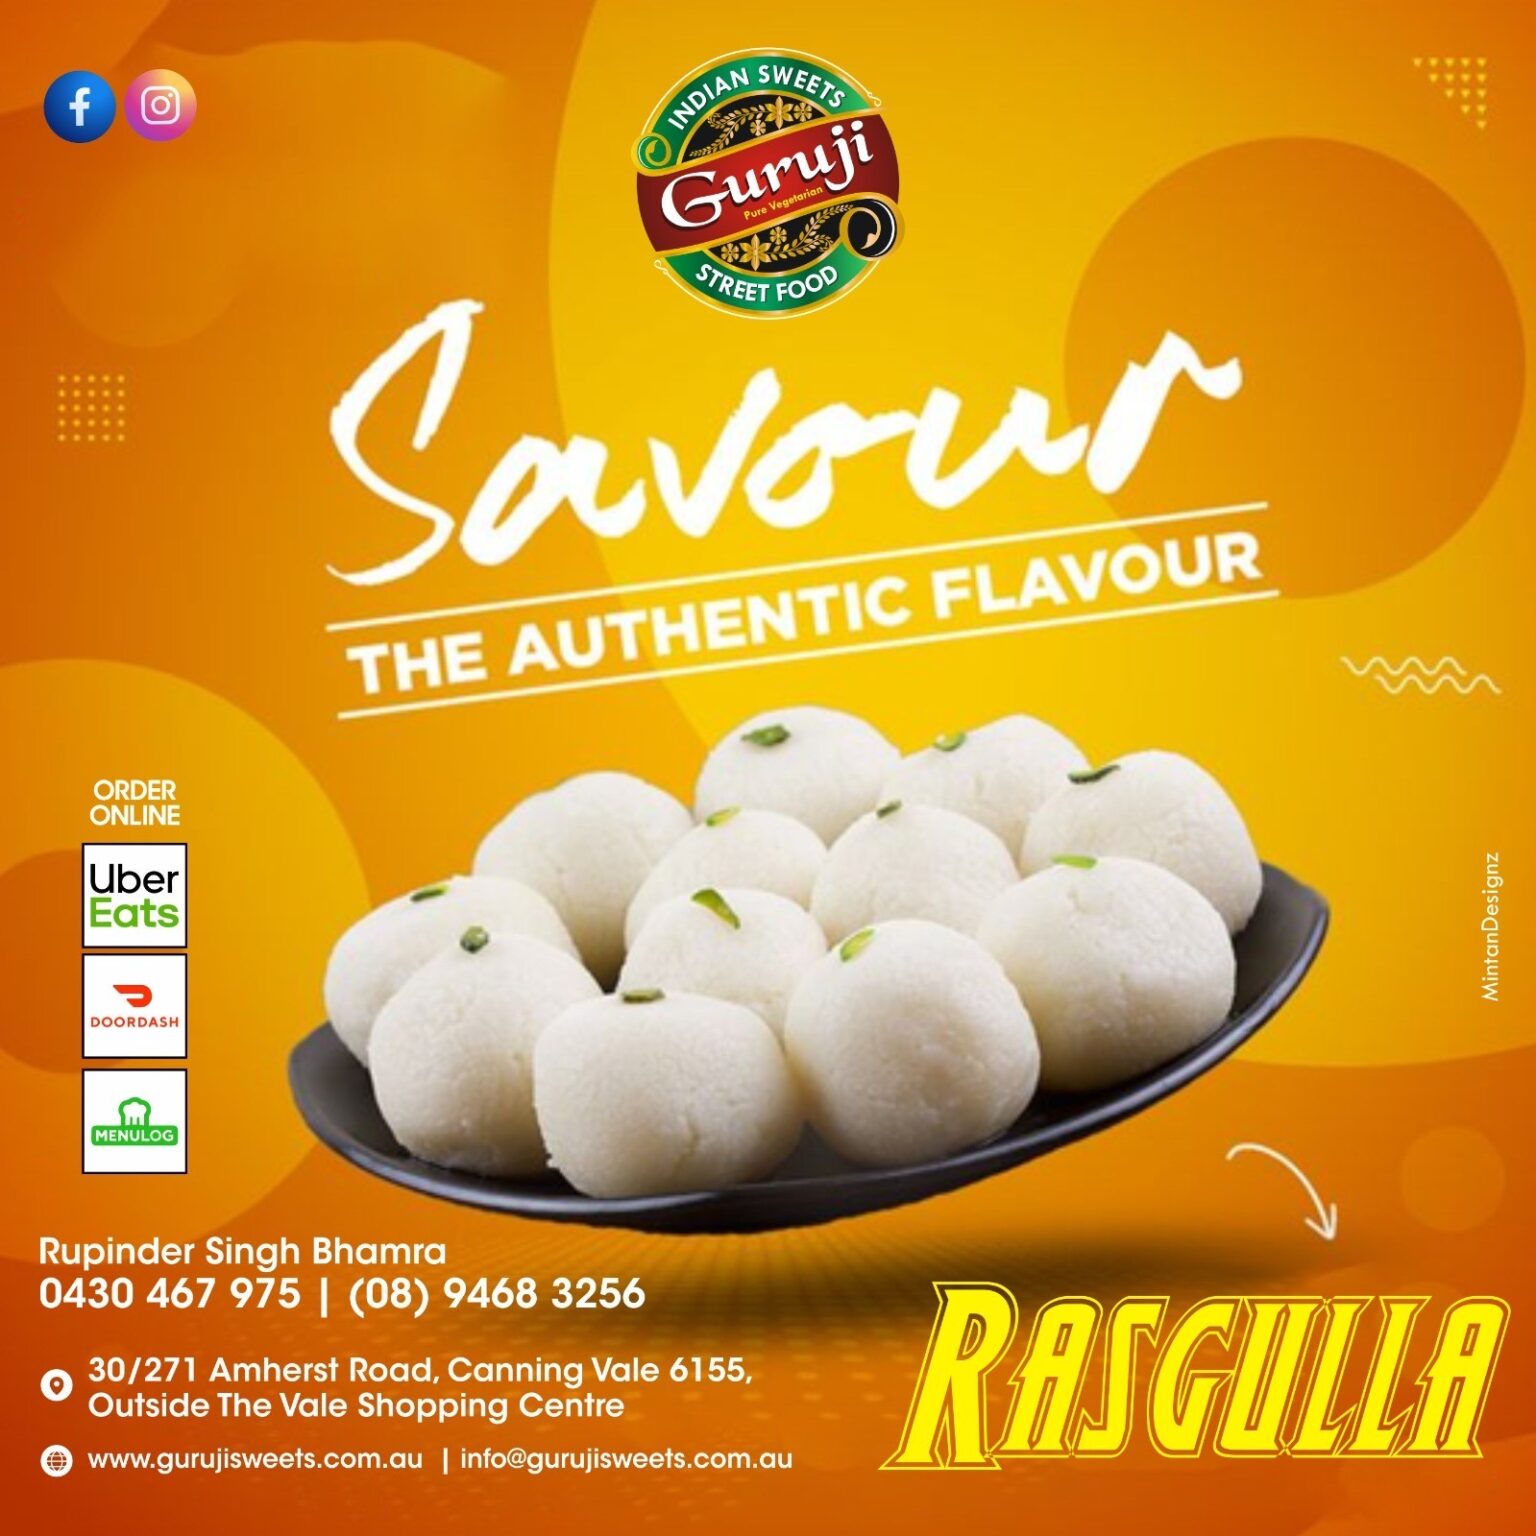 INDIAN SWEETS
Guruji
Pure Vegetarian
STREET FOOD
Savour
THE AUTHENTIC FLAVOUR
ORDER
ONLINE
Uber
Eats
DOORDASH
MENULOG
MintanDesignz
Rupinder Singh Bhamra
0430 467 975 | (08) 9468 3256
30/271 Amherst Road, Canning Vale 6155,
Outside The Vale Shopping Centre
www.gurujisweets.com.au | info@gurujisweets.com.au
RASGULLA